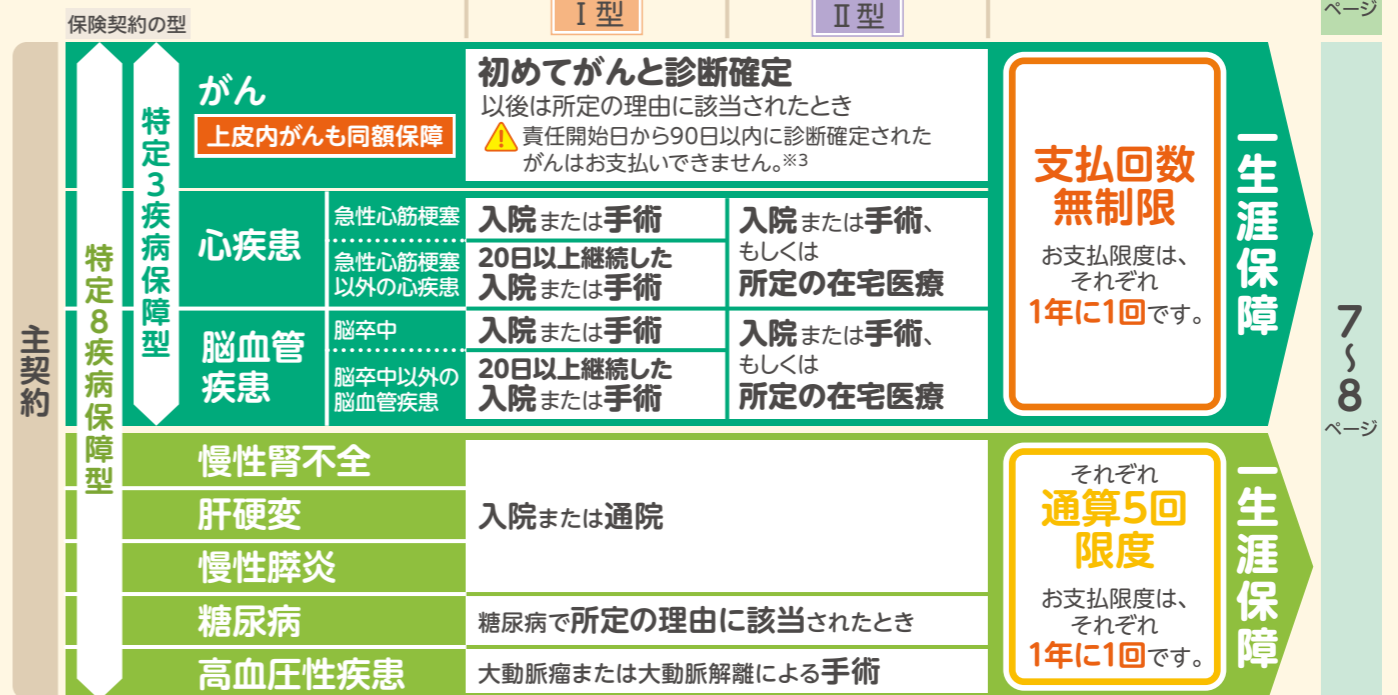 保険契約の型
Ⅰ型
Ⅱ型
ページ
主契約
特定8疾病保障型
特定3疾病保障型
がん
上皮内がんも同額保障
初めてがんと診断確定
以後は所定の理由に該当されたとき
責任開始日から90日以内に診断確定された
がんはお支払いできません。※3
心疾患
急性心筋梗塞
入院または手術
急性心筋梗塞
以外の心疾患
20日以上継続した
入院または手術
入院または手術、
もしくは
所定の在宅医療
脳血管
疾患
脳卒中
入院または手術
脳卒中以外の
脳血管疾患
20日以上継続した
入院または手術
入院または手術、
もしくは
所定の在宅医療
支払回数
無制限
お支払限度は、
それぞれ
1年に1回です。
一生涯保障
慢性腎不全
肝硬変
慢性膵炎
入院または通院
糖尿病
糖尿病で所定の理由に該当されたとき
高血圧性疾患
大動脈瘤または大動脈解離による手術
それぞれ
通算5回
限度
お支払限度は、
それぞれ
1年に1回です。
一生涯保障
7〜8
ページ